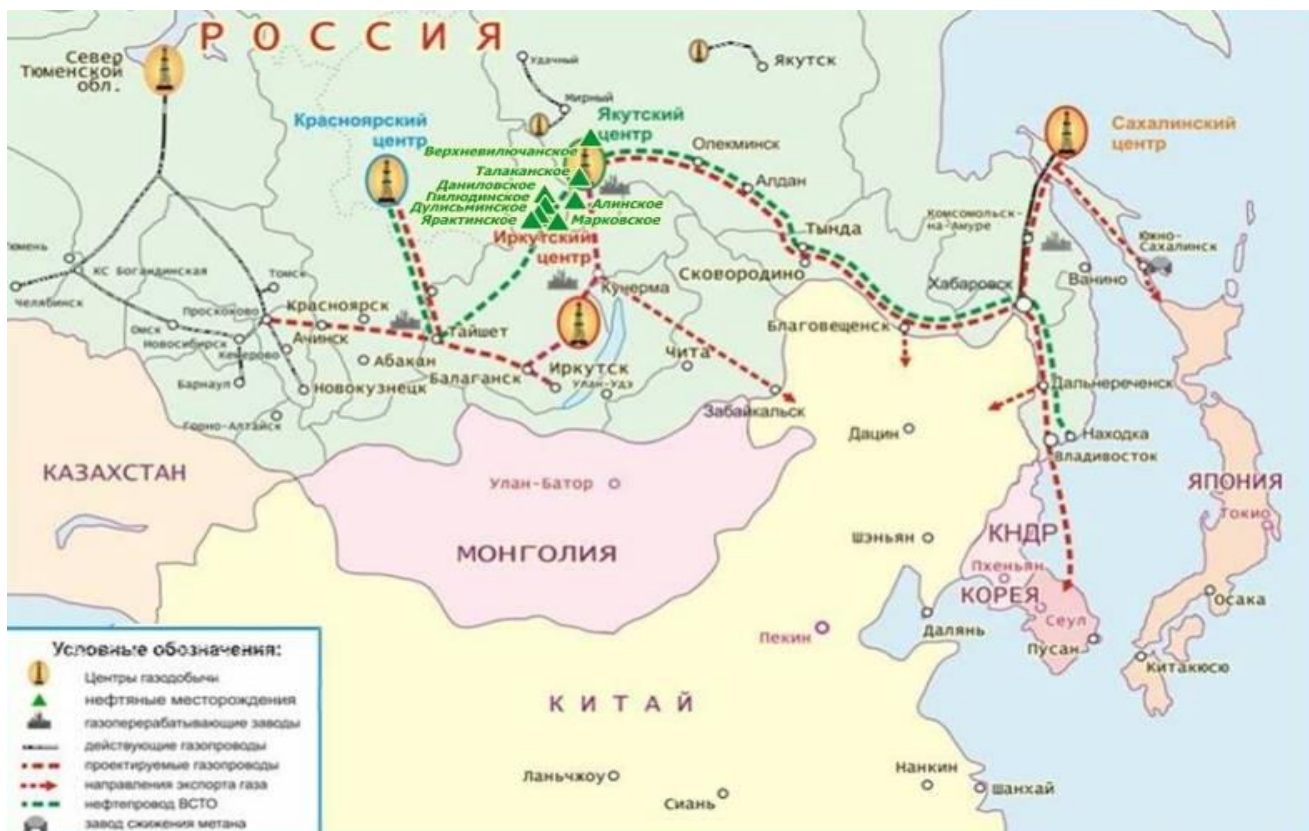 РОССИЯ
Север
Тюменской
обл.
Удачный
Якутск
Мирный
Красноярский
центр
Якутский
центр
Сахалинский
центр
Верхневилючанское
Олекминск
Талаканское
Даниловское
Гилюдинское
Дулисьминское
Ярактинское
Алинское
Марковское
Алдан
Иркутский
центр
Комсомольск-
на-Амуре
Южно-
Сахалинск
Тында
Сковородино
Хабаровск
Ванино
КС Богандинская
Томск
Челябинск
Проскоково
Красноярск
Кучерма
Омск
Новосибирск
Кемерово
Ачинск
Тайшет
Благовещенск
Барнаул
Абакан
Новокузнецк
Балаганск
Иркутск
Улан-Удэ
Чита
Забайкальск
Дальнереченск
Горно-Алтайск
Дацин
Находка
Владивосток
КАЗАХСТАН
Улан-Батор
ЯПОНИЯ
Токио
МОНГОЛИЯ
Шэньян
КНДР
Пхеньян
КОРЕЯ
Сеул
Осака
Пекин
Далянь
Пусан
Китакюсю
КИТАЙ
Ланьчжоу
Сиань
Нанкин
Шанхай
Условные обозначения:
Центры газодобычи
нефтяные месторождения
газоперерабатывающие заводы
действующие газопроводы
проектируемые газопроводы
направления экспорта газа
нефтепровод ВСТО
завод сжижения метана